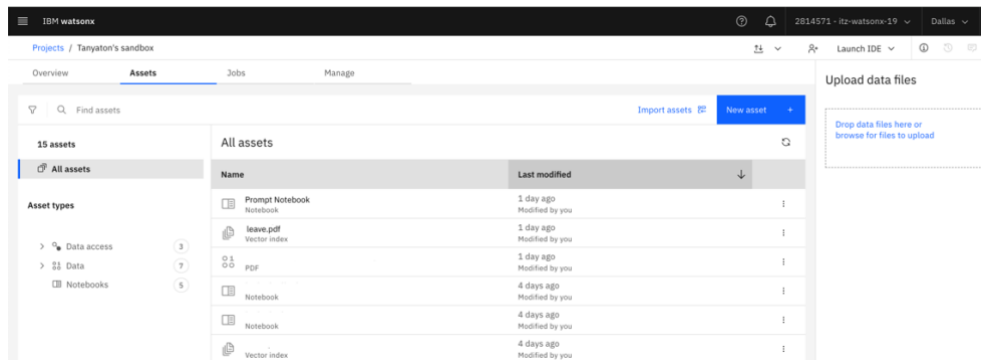 IBM watsonx
2814571 - itz-watsonx-19
Dallas
Projects / Tanyaton's sandbox
Launch IDE
Overview
Assets
Jobs
Manage
Find assets
Import assets
New asset +
15 assets
All assets
Asset types
Data access 3
Data 7
Notebooks 5
All assets
Name
Last modified
Prompt Notebook
Notebook
1 day ago
Modified by you
leave.pdf
Vector index
1 day ago
Modified by you
PDF
1 day ago
Modified by you
Notebook
4 days ago
Modified by you
Notebook
4 days ago
Modified by you
Vector index
4 days ago
Modified by you
Upload data files
Drop data files here or
browse for files to upload